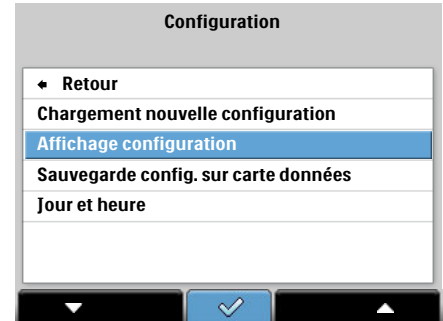 Configuration
Retour
Chargement nouvelle configuration
Affichage configuration
Sauvegarde config. sur carte données
Jour et heure